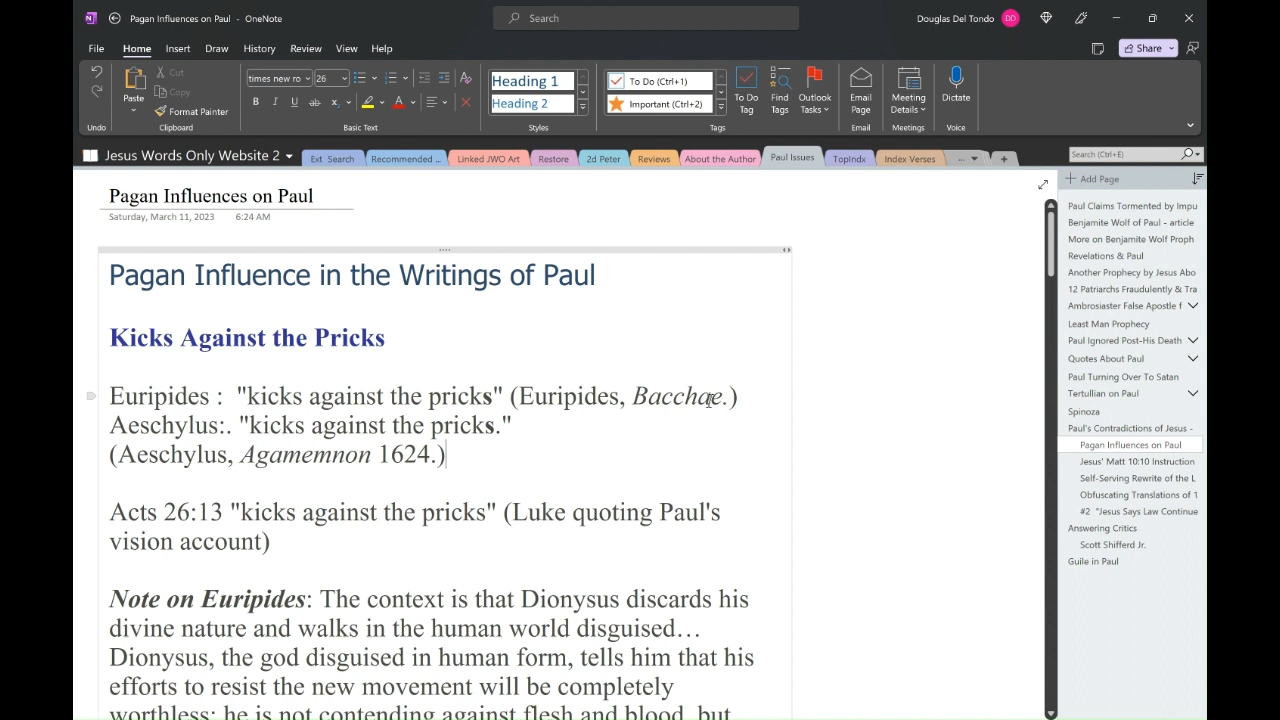 Pagan Influences on Paul - OneNote
Search
Douglas Del Tondo DD
File Home Insert Draw History Review View Help
Share
Undo
Paste
Cut
Copy
Format Painter
Clipboard
times new ro 26
B I U ab x, A
Basic Text
Heading 1
Heading 2
Styles
To Do (Ctrl+1)
Important (Ctrl+2)
To Do Tag
Find Tags
Outlook Tasks
Tags
Email Page
Email
Meeting Details
Meetings
Dictate
Voice
Jesus Words Only Website 2
Ext Search Recommended ... Linked JWO Art Restore 2d Peter Reviews About the Author Paul Issues TopIndx Index Verses ... +
Search (Ctrl+E)
Pagan Influences on Paul
Saturday, March 11, 2023 6:24 AM
Pagan Influence in the Writings of Paul
Kicks Against the Pricks
Euripides : "kicks against the pricks" (Euripides, Bacchae.)
Aeschylus:. "kicks against the pricks."
(Aeschylus, Agamemnon 1624.)
Acts 26:13 "kicks against the pricks" (Luke quoting Paul's
vision account)
Note on Euripides: The context is that Dionysus discards his
divine nature and walks in the human world disguised…
Dionysus, the god disguised in human form, tells him that his
efforts to resist the new movement will be completely
worthless; he is not contending against flesh and blood, but
Add Page
Paul Claims Tormented by Impu
Benjamite Wolf of Paul - article
More on Benjamite Wolf Proph
Revelations & Paul
Another Prophecy by Jesus Abo
12 Patriarchs Fraudulently & Tra
Ambrosiaster False Apostle f
Least Man Prophecy
Paul Ignored Post-His Death
Quotes About Paul
Paul Turning Over To Satan
Tertullian on Paul
Spinoza
Paul's Contradictions of Jesus -
Pagan Influences on Paul
Jesus' Matt 10:10 Instruction
Self-Serving Rewrite of the L
Obfuscating Translations of 1
#2 "Jesus Says Law Continue
Answering Critics
Scott Shifferd Jr.
Guile in Paul